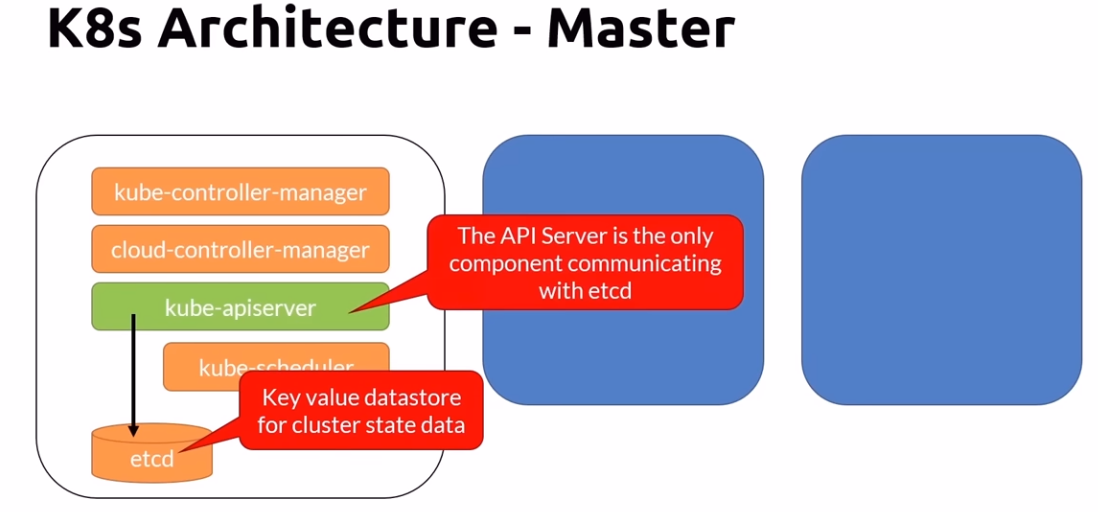 K8s Architecture - Master
kube-controller-manager
cloud-controller-manager
kube-apiserver
The API Server is the only
component communicating
with etcd
kube-scheduler
Key value datastore
for cluster state data
etcd